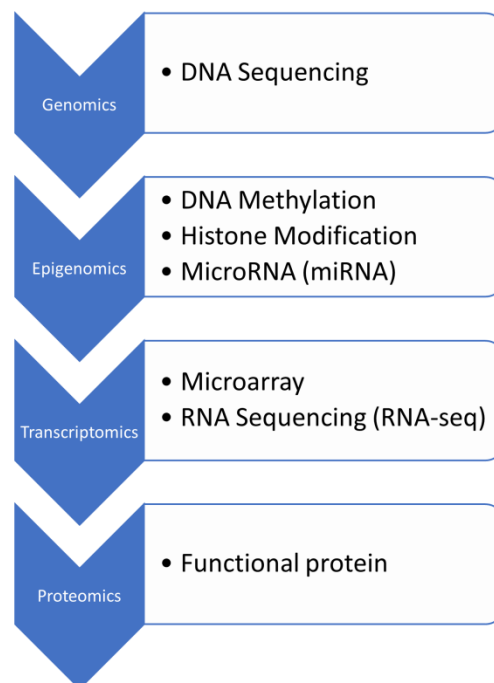 Genomics
• DNA Sequencing
Epigenomics
• DNA Methylation
• Histone Modification
• MicroRNA (miRNA)
Transcriptomics
• Microarray
• RNA Sequencing (RNA-seq)
Proteomics
• Functional protein